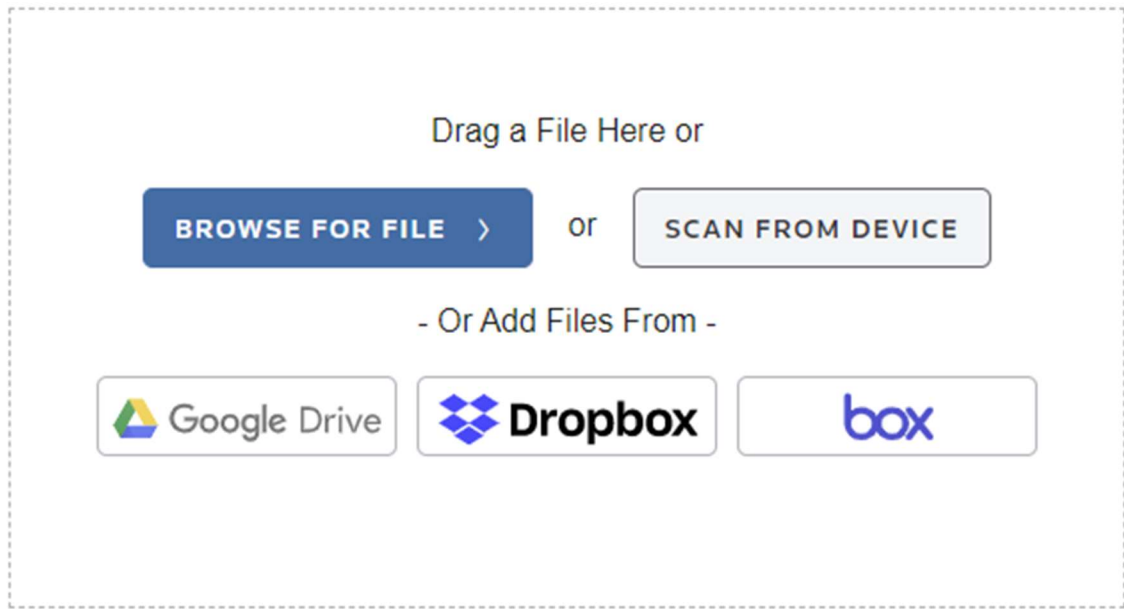 Drag a File Here or
BROWSE FOR FILE > or SCAN FROM DEVICE
- Or Add Files From -
Google Drive Dropbox box